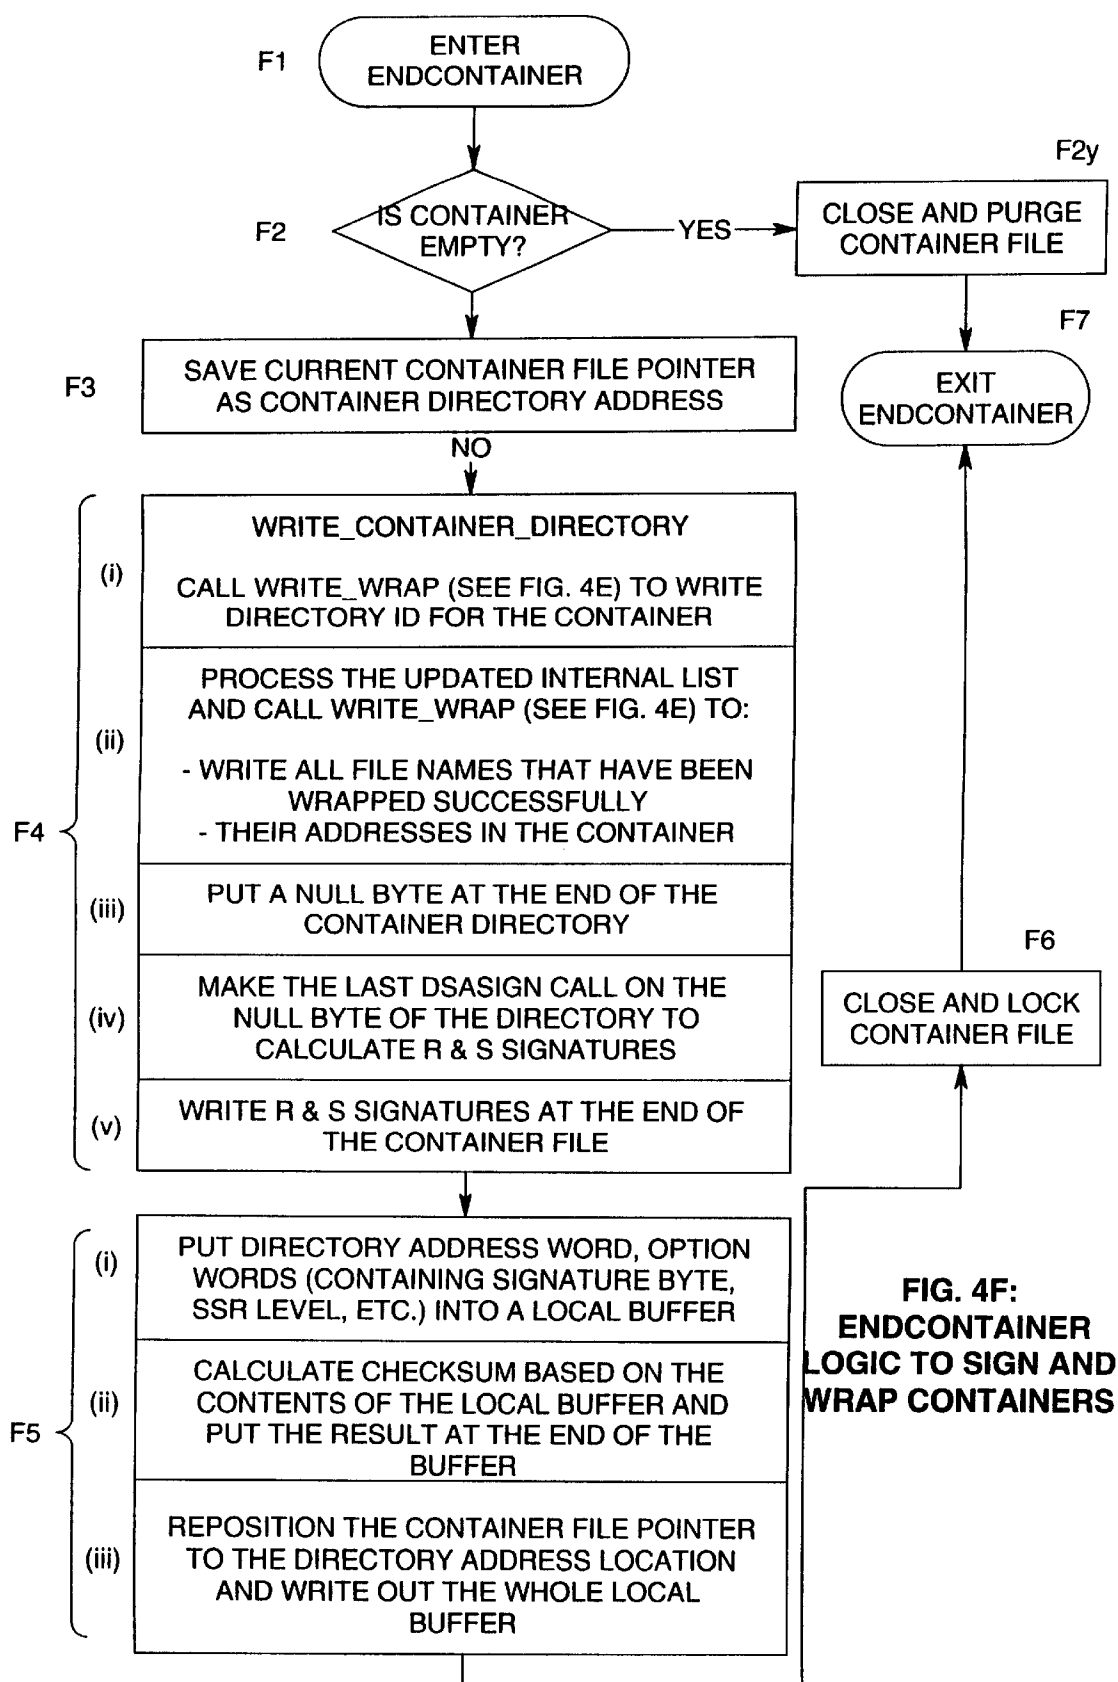 F1
ENTER
ENDCONTAINER
F2
IS CONTAINER
EMPTY?
YES
F2y
CLOSE AND PURGE
CONTAINER FILE
F7
EXIT
ENDCONTAINER
F3
SAVE CURRENT CONTAINER FILE POINTER
AS CONTAINER DIRECTORY ADDRESS
NO
F4
(i)
WRITE_CONTAINER_DIRECTORY
CALL WRITE_WRAP (SEE FIG. 4E) TO WRITE
DIRECTORY ID FOR THE CONTAINER
(ii)
PROCESS THE UPDATED INTERNAL LIST
AND CALL WRITE_WRAP (SEE FIG. 4E) TO:
- WRITE ALL FILE NAMES THAT HAVE BEEN
WRAPPED SUCCESSFULLY
- THEIR ADDRESSES IN THE CONTAINER
(iii)
PUT A NULL BYTE AT THE END OF THE
CONTAINER DIRECTORY
(iv)
MAKE THE LAST DSASIGN CALL ON THE
NULL BYTE OF THE DIRECTORY TO
CALCULATE R & S SIGNATURES
(v)
WRITE R & S SIGNATURES AT THE END OF
THE CONTAINER FILE
F6
CLOSE AND LOCK
CONTAINER FILE
F5
(i)
PUT DIRECTORY ADDRESS WORD, OPTION
WORDS (CONTAINING SIGNATURE BYTE,
SSR LEVEL, ETC.) INTO A LOCAL BUFFER
(ii)
CALCULATE CHECKSUM BASED ON THE
CONTENTS OF THE LOCAL BUFFER AND
PUT THE RESULT AT THE END OF THE
BUFFER
(iii)
REPOSITION THE CONTAINER FILE POINTER
TO THE DIRECTORY ADDRESS LOCATION
AND WRITE OUT THE WHOLE LOCAL
BUFFER
FIG. 4F:
ENDCONTAINER
LOGIC TO SIGN AND
WRAP CONTAINERS